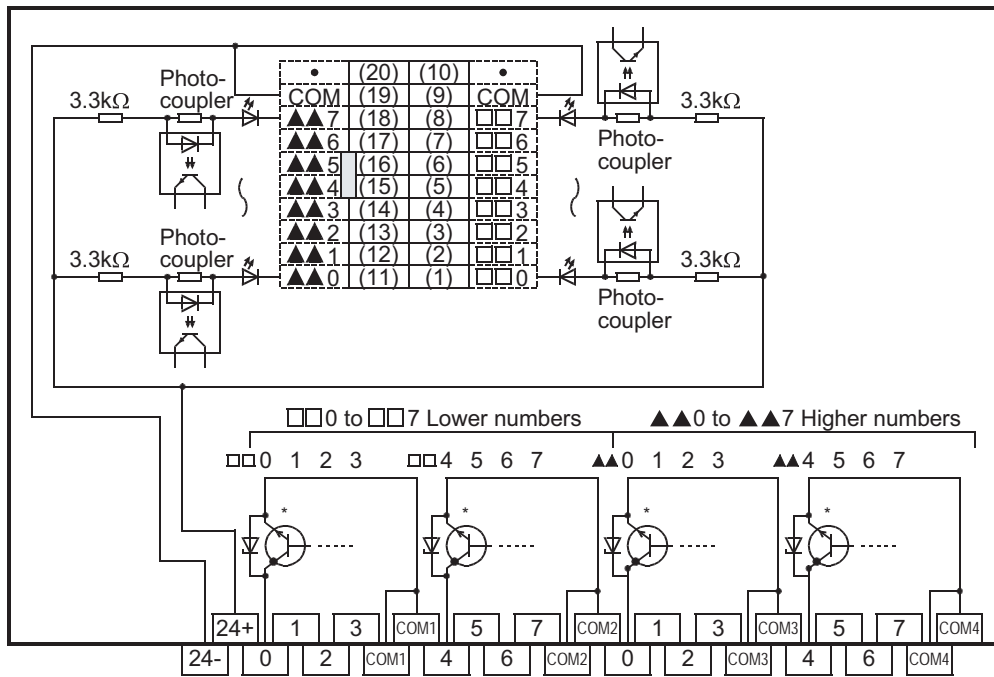 • (20) (10) •
COM (19) (9) COM
▲▲7 (18) (8) □□7
▲▲6 (17) (7) □□6
▲▲5 (16) (6) □□5
▲▲4 (15) (5) □□4
▲▲3 (14) (4) □□3
▲▲2 (13) (3) □□2
▲▲1 (12) (2) □□1
▲▲0 (11) (1) □□0
3.3kΩ
Photo-
coupler
3.3kΩ
Photo-
coupler
3.3kΩ
Photo-
coupler
3.3kΩ
Photo-
coupler
□□0 to □□7 Lower numbers ▲▲0 to ▲▲7 Higher numbers
□□0 1 2 3 □□4 5 6 7 ▲▲0 1 2 3 ▲▲4 5 6 7
* * * *
24+ 1 3 COM1 5 7 COM2 1 3 COM3 5 7 COM4
24- 0 2 COM1 4 6 COM2 0 2 COM3 4 6 COM4